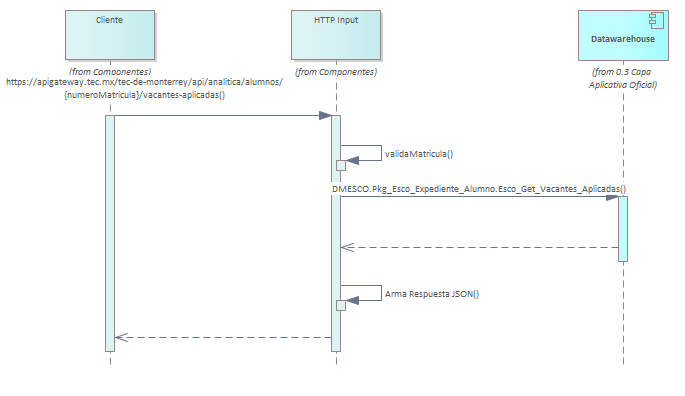 Cliente
HTTP Input
Datawarehouse
(from Componentes)
(from Componentes)
(from 0.3 Capa
Aplicativa Oficial)
https://apigateway.tec.mx/tec-de-monterrey/api/analitica/alumnos/
{numeroMatricula}/vacantes-aplicadas()
validaMatricula()
DMESCO.Pkg_Esco_Expediente_Alumno.Esco_Get_Vacantes_Aplicadas()
Arma Respuesta JSON()